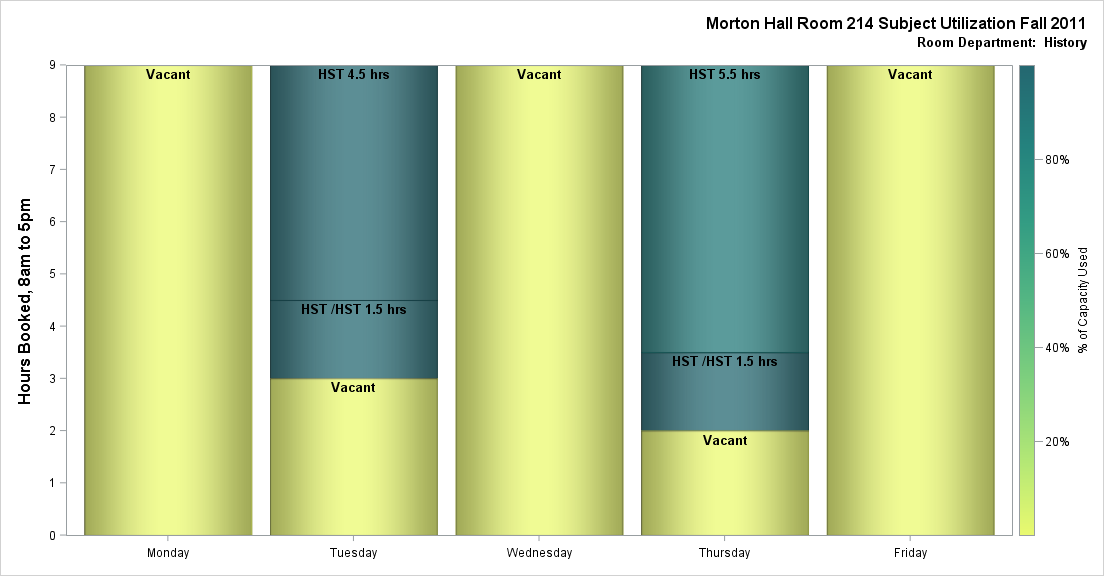 Morton Hall Room 214 Subject Utilization Fall 2011
Room Department:  History
Hours Booked, 8am to 5pm
9
8
7
6
5
4
3
2
1
0
Vacant
HST 4.5 hrs
HST /HST 1.5 hrs
Vacant
Vacant
HST 5.5 hrs
HST /HST 1.5 hrs
Vacant
Vacant
Monday
Tuesday
Wednesday
Thursday
Friday
80%
60%
40%
20%
% of Capacity Used